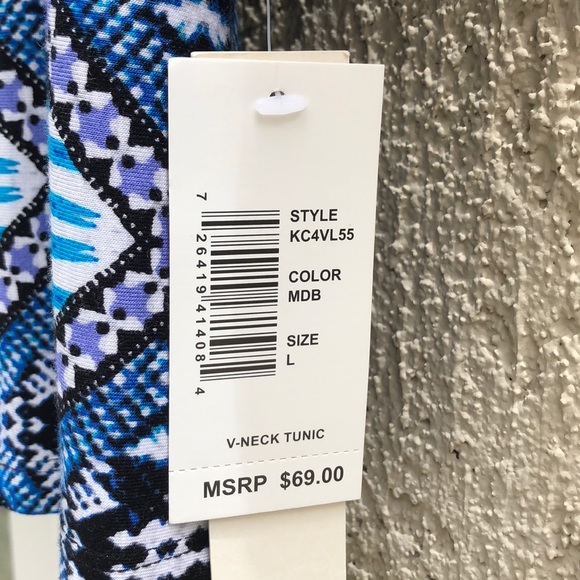 7 26419 41408 4
STYLE
KC4VL55
COLOR
MDB
SIZE
L
V-NECK TUNIC
MSRP $69.00